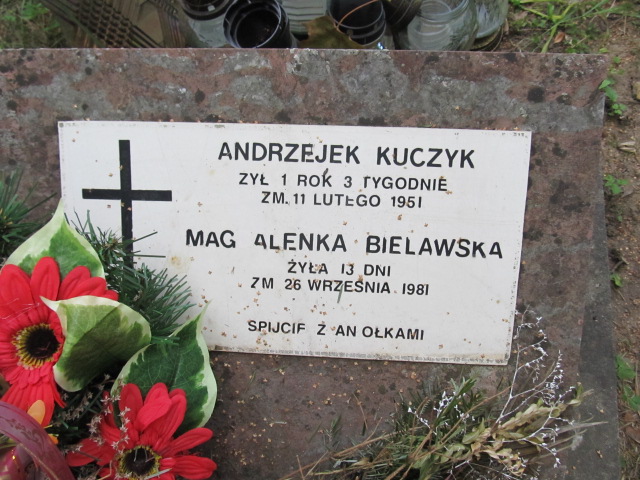 ANDRZEJEK KUCZYK
ŻYŁ 1 ROK 3 TYGODNIE
ZM. 11 LUTEGO 1951
MAG ALENKA BIELAWSKA
ŻYŁA 13 DNI
ZM 26 WRZEŚNIA 1981
ŚPIJCIE Z AN OŁKAMI